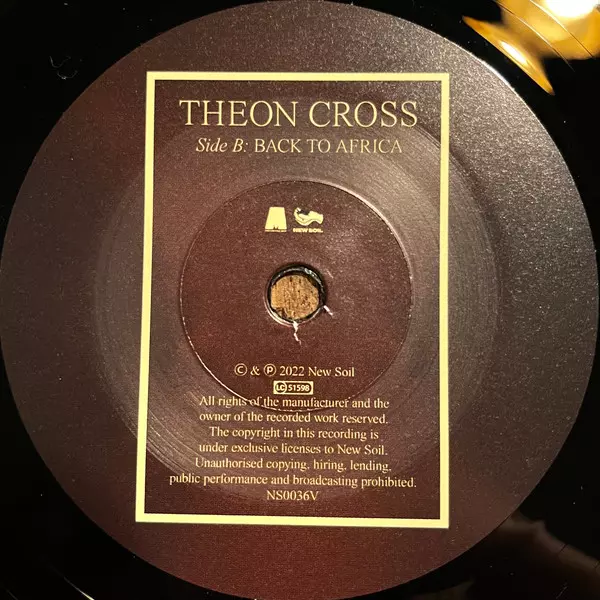 THEON CROSS
Side B: BACK TO AFRICA
NEW SOIL
© & ℗ 2022 New Soil
LC 51598
All rights of the manufacturer and the
owner of the recorded work reserved.
The copyright in this recording is
under exclusive licenses to New Soil.
Unauthorised copying, hiring, lending,
public performance and broadcasting prohibited.
NS0036V